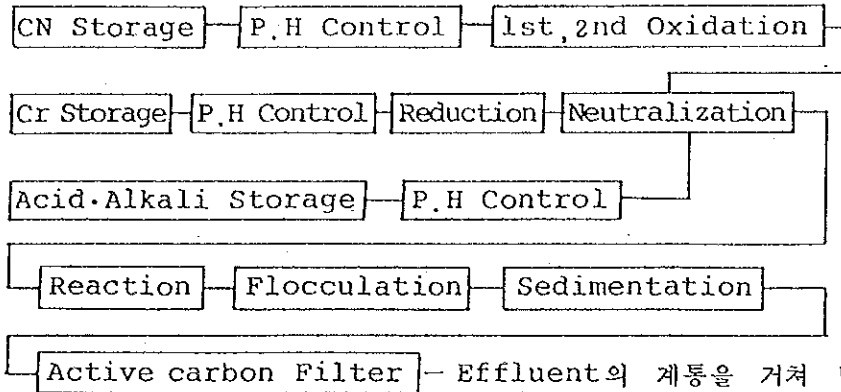 CN Storage P.H Control 1st,2nd Oxidation
Cr Storage P.H Control Reduction Neutralization
Acid·Alkali Storage P.H Control
Reaction Flocculation Sedimentation
Active carbon Filter Effluent의 계통을 거쳐